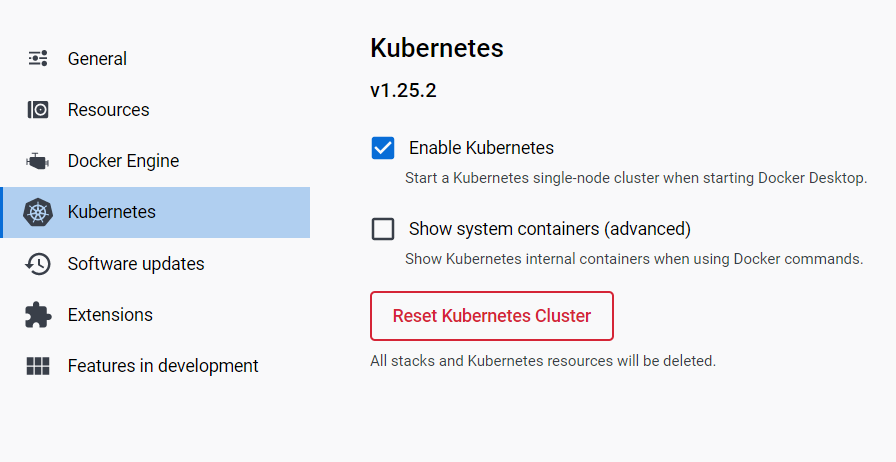 General
Resources
Docker Engine
Kubernetes
Software updates
Extensions
Features in development
Kubernetes
v1.25.2
Enable Kubernetes
Start a Kubernetes single-node cluster when starting Docker Desktop.
Show system containers (advanced)
Show Kubernetes internal containers when using Docker commands.
Reset Kubernetes Cluster
All stacks and Kubernetes resources will be deleted.